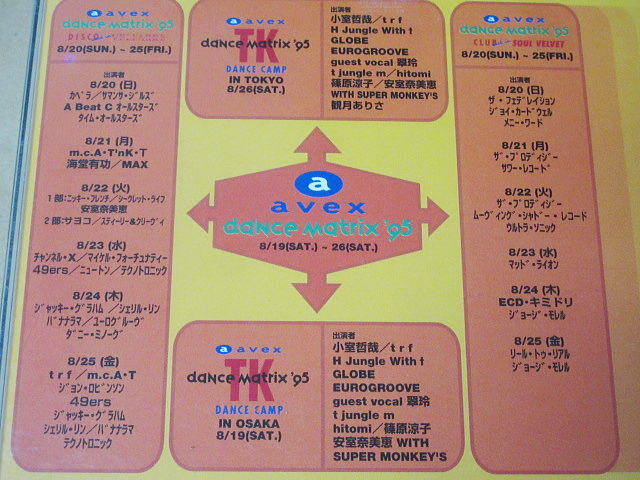 avex
dance matrix '95
DISCO
8/20(SUN.) ~ 25(FRI.)
出演者
8/20 (日)
カペラ／サマンサ・ジルズ
A Beat C オールスターズ
タイム・オールスターズ
8/21 (月)
m.c.A・T'nK・T
海堂有功／MAX
8/22 (火)
1部:ニッキー・フレンチ／シークレット・ライフ
安室奈美恵
2部:サヨコ／スティーリー&クリーヴィ
8/23 (水)
チャンネル・X／マイケル・フォーチュナティー
49ers／ニュートン／テクノトロニック
8/24 (木)
ジャッキー・グラハム ／シェリル・リン
バナナラマ／ユーログルーヴ
ダニー・ミノーグ
8/25 (金)
trf／m.c.A・T
ジョン・ロビンソン
49ers
ジャッキー・グラハム
シェリル・リン／バナナラマ
テクノトロニック
avex
TK
dance matrix '95
DANCE CAMP
IN TOKYO
8/26(SAT.)
出演者
小室哲哉／trf
H Jungle With t
GLOBE
EUROGROOVE
guest vocal 翠玲
t jungle m／hitomi
篠原涼子／安室奈美恵
WITH SUPER MONKEY'S
観月ありさ
a
avex
dance matrix '95
8/19(SAT.) ~ 26(SAT.)
avex
TK
dance matrix '95
DANCE CAMP
IN OSAKA
8/19(SAT.)
出演者
小室哲哉／trf
H Jungle With t
GLOBE
EUROGROOVE
guest vocal 翠玲
t jungle m
hitomi／篠原涼子
安室奈美恵 WITH
SUPER MONKEY'S
avex
dance matrix '95
CLUB SOUL VELVET
8/20(SUN.) ~ 25(FRI.)
出演者
8/20 (日)
ザ・フェデレイション
ジョイ・カードウェル
メニー・ワード
8/21 (月)
ザ・プロディジー
サワー・レコード
8/22 (火)
ザ・プロディジー
ムーヴィング・シャドー・レコード
ウルトラ・ソニック
8/23 (水)
マッド・ライオン
8/24 (木)
ECD・キミドリ
ジョージ・モレル
8/25 (金)
リール・トゥ・リアル
ジョージ・モレル